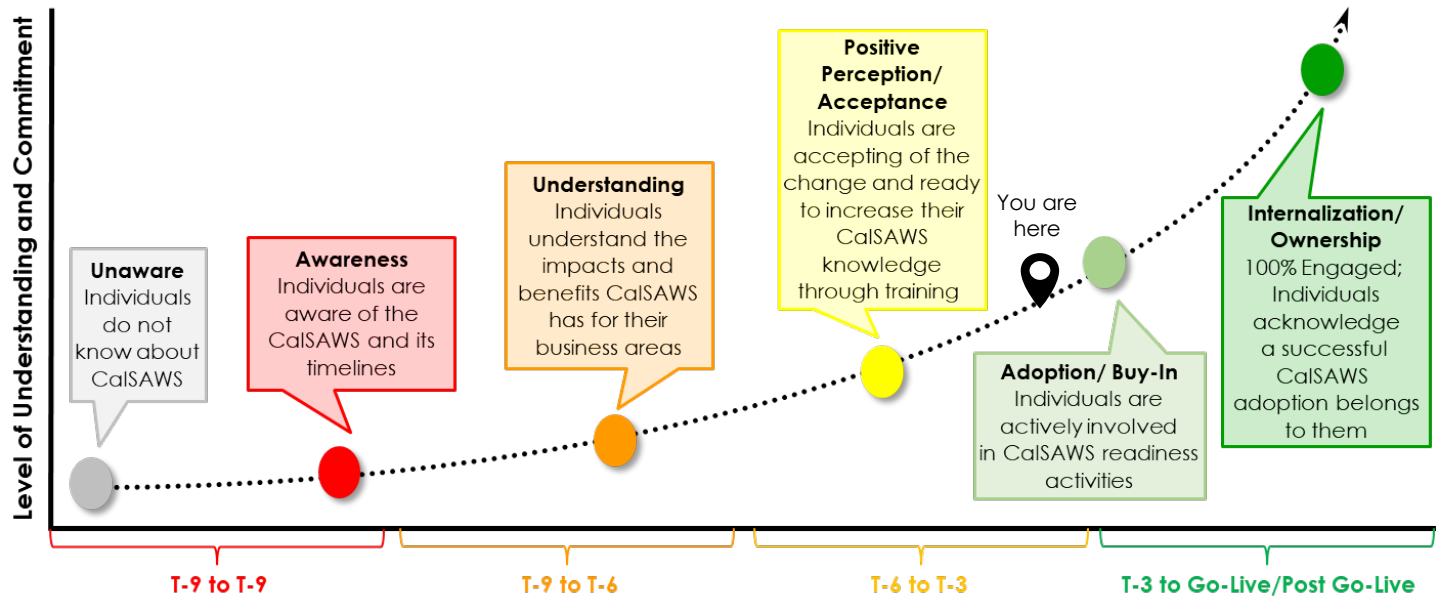 Level of Understanding and Commitment
Unaware
Individuals
do not
know about
CalSAWS
Awareness
Individuals are
aware of the
CalSAWS and its
timelines
Understanding
Individuals
understand the
impacts and
benefits CalSAWS
has for their
business areas
Positive
Perception/
Acceptance
Individuals are
accepting of the
change and ready
to increase their
CalSAWS
knowledge
through training
You are
here
Adoption/ Buy-In
Individuals are
actively involved
in CalSAWS readiness
activities
Internalization/
Ownership
100% Engaged;
Individuals
acknowledge
a successful
CalSAWS
adoption belongs
to them
T-9 to T-9
T-9 to T-6
T-6 to T-3
T-3 to Go-Live/Post Go-Live